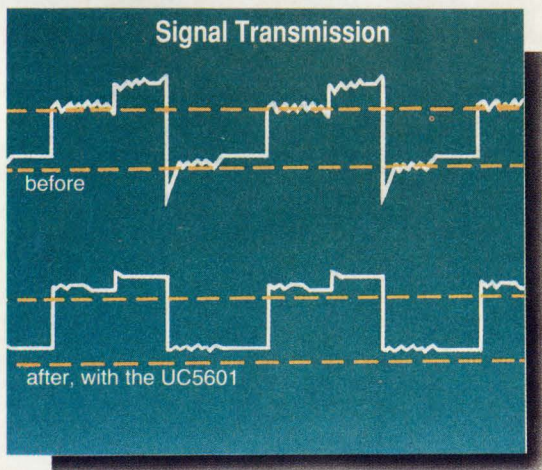 Signal Transmission
before
after, with the UC5601